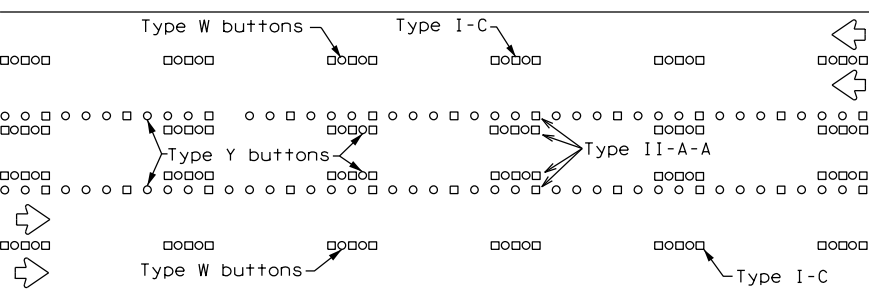 Type W buttons
Type I-C
Type Y buttons
Type II-A-A
Type W buttons
Type I-C